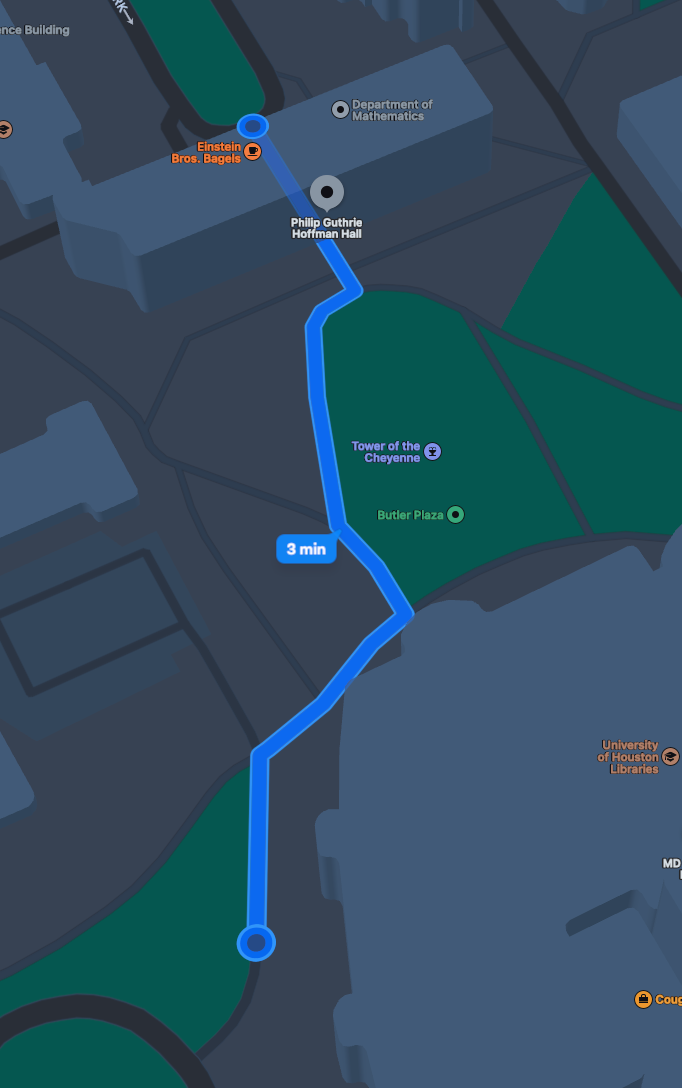 ence Building
Department of
Mathematics
Einstein
Bros. Bagels
Philip Guthrie
Hoffman Hall
Tower of the
Cheyenne
Butler Plaza
3 min
University
of Houston
Libraries
MD
Coug